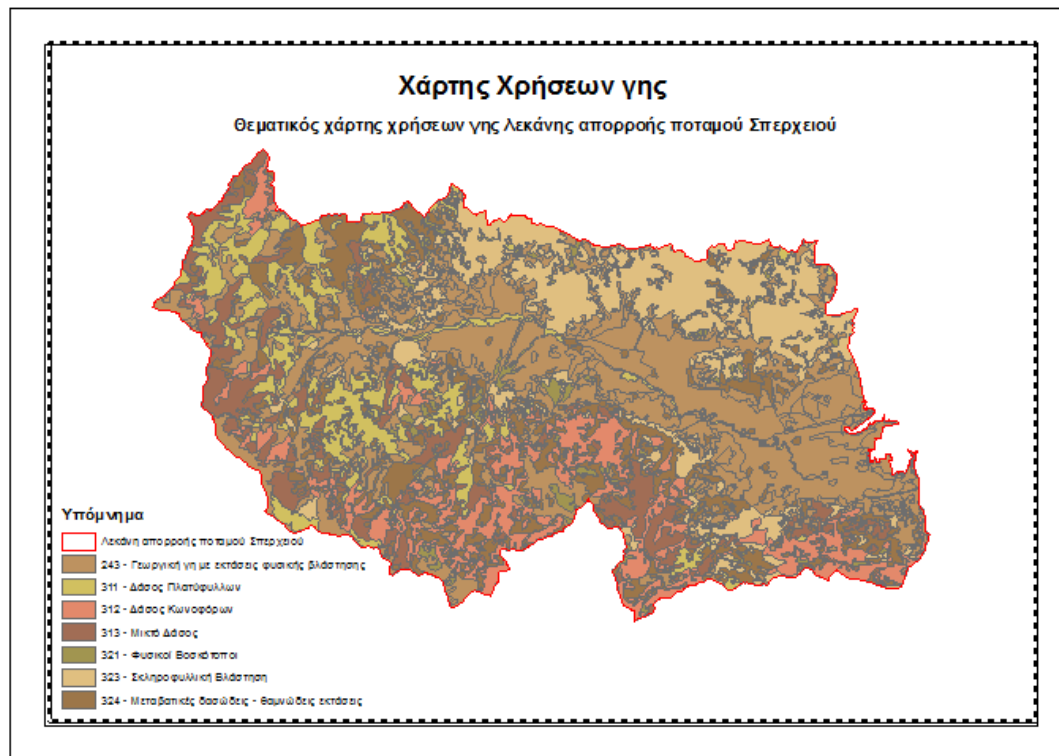 Χάρτης Χρήσεων γης
Θεματικός χάρτης χρήσεων γης Λεκάνης απορροής ποταμού Σπερχειού
Υπόμνημα
Λεκάνη απορροής ποταμού Σπερχειού
243 - Γεωργική γη με εκτάσεις φυσικής βλάστησης
311 - Δάσος Πλατύφυλλων
312 - Δάσος Κωνοφόρων
313 - Μικτό Δάσος
321 - Φυσικοί Βοσκότοποι
323 - Σκληροφυλλική Βλάστηση
324 - Μεταβατικές δασώδεις - θαμνώδεις εκτάσεις